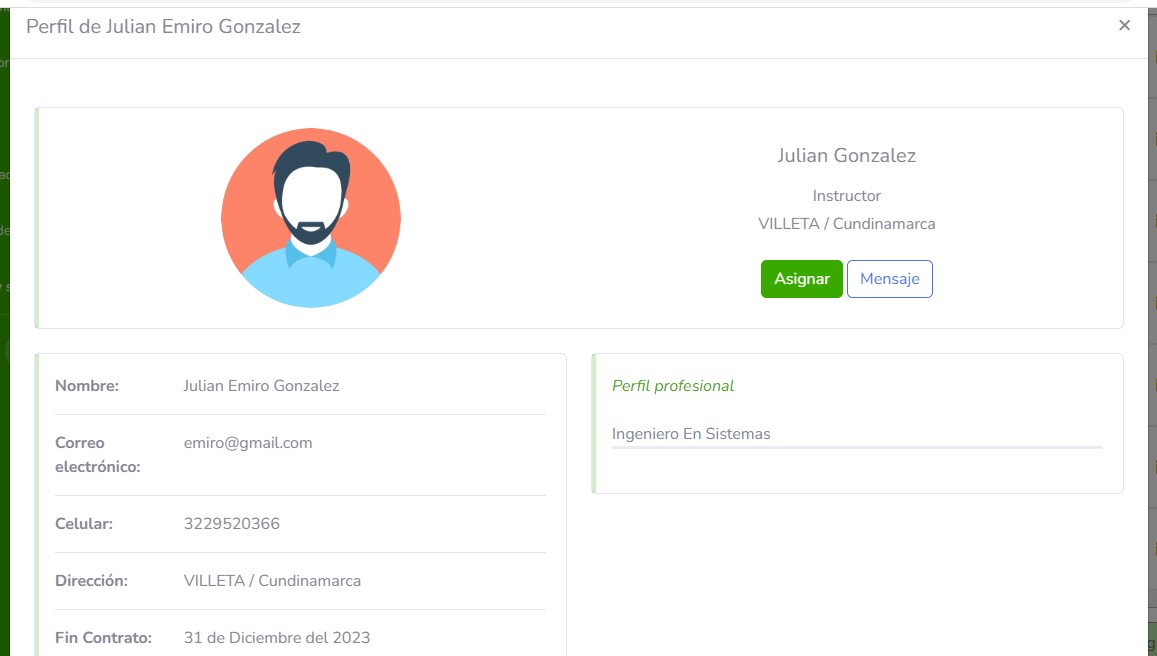 Perfil de Julian Emiro Gonzalez
×
Julian Gonzalez
Instructor
VILLETA / Cundinamarca
Asignar
Mensaje
Nombre: Julian Emiro Gonzalez
Correo electrónico: emiro@gmail.com
Celular: 3229520366
Dirección: VILLETA / Cundinamarca
Fin Contrato: 31 de Diciembre del 2023
Perfil profesional
Ingeniero En Sistemas